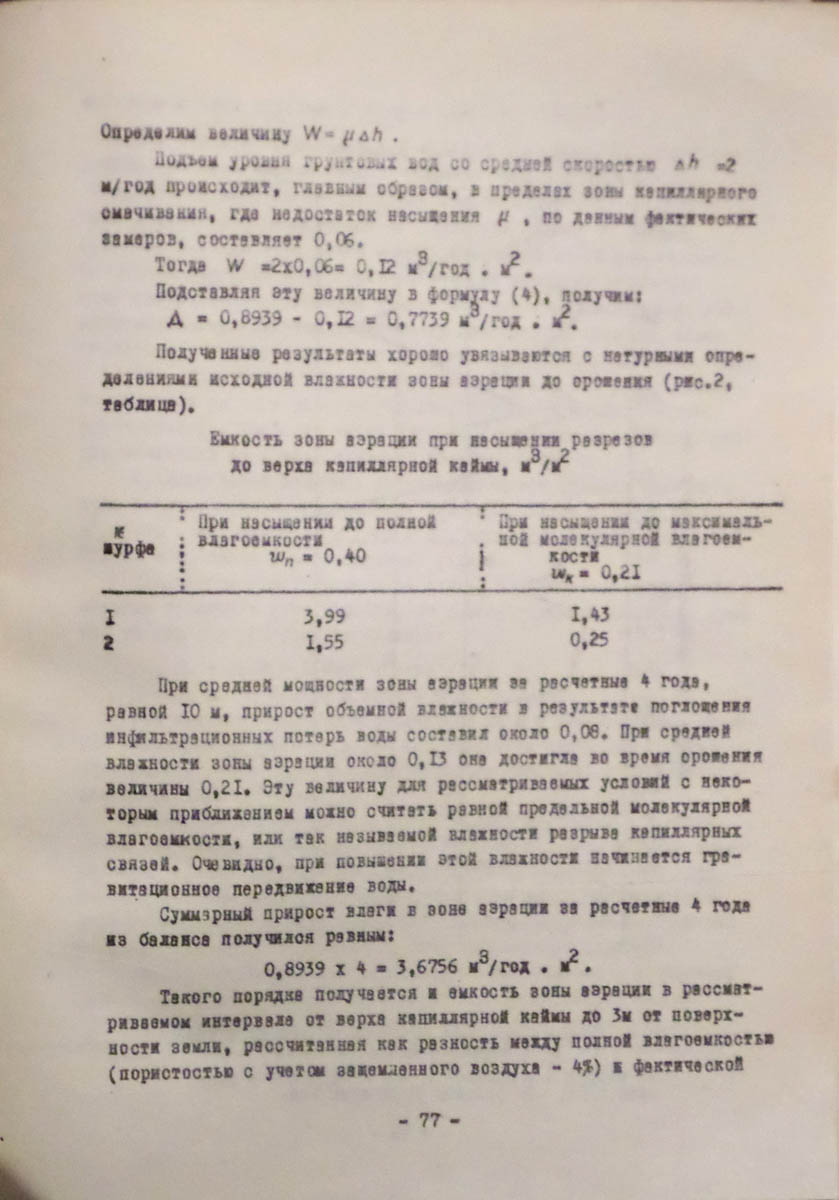 Определим величину W = μΔh .
Подъем уровня грунтовых вод со средней скоростью Δh =2
м/год происходит, главным образом, в пределах зоны капиллярного
смачивания, где недостаток насыщения μ , по данным фактических
замеров, составляет 0,06.
Тогда W =2х0,06= 0,12 м³/год . м².
Подставляя эту величину в формулу (4), получим:
Д = 0,8939 - 0,12 = 0,7739 м³/год . м².
Полученные результаты хорошо увязываются с натурными опре-
делениями исходной влажности зоны аэрации до орошения (рис.2,
таблица).
Емкость зоны аэрации при насыщении разрезов
до верха капиллярной каймы, м³/м²
№ шурфа
При насыщении до полной
влагоемкости
wп = 0,40
При насыщении до максималь-
ной молекулярной влагоем-
кости
wк = 0,21
1 3,99 1,43
2 1,55 0,25
При средней мощности зоны аэрации за расчетные 4 года,
равной 10 м, прирост объемной влажности в результате поглощения
инфильтрационных потерь воды составил около 0,08. При средней
влажности зоны аэрации около 0,13 она достигла во время орошения
величины 0,21. Эту величину для рассматриваемых условий с неко-
торым приближением можно считать равной предельной молекулярной
влагоемкости, или так называемой влажности разрыва капиллярных
связей. Очевидно, при повышении этой влажности начинается гра-
витационное передвижение воды.
Суммарный прирост влаги в зоне аэрации за расчетные 4 года
из баланса получился равным:
0,8939 х 4 = 3,6756 м³/год . м².
Такого порядка получается и емкость зоны аэрации в рассмат-
риваемом интервале от верха капиллярной каймы до 3м от поверх-
ности земли, рассчитанная как разность между полной влагоемкостью
(пористостью с учетом защемленного воздуха - 4%) и фактической
- 77 -